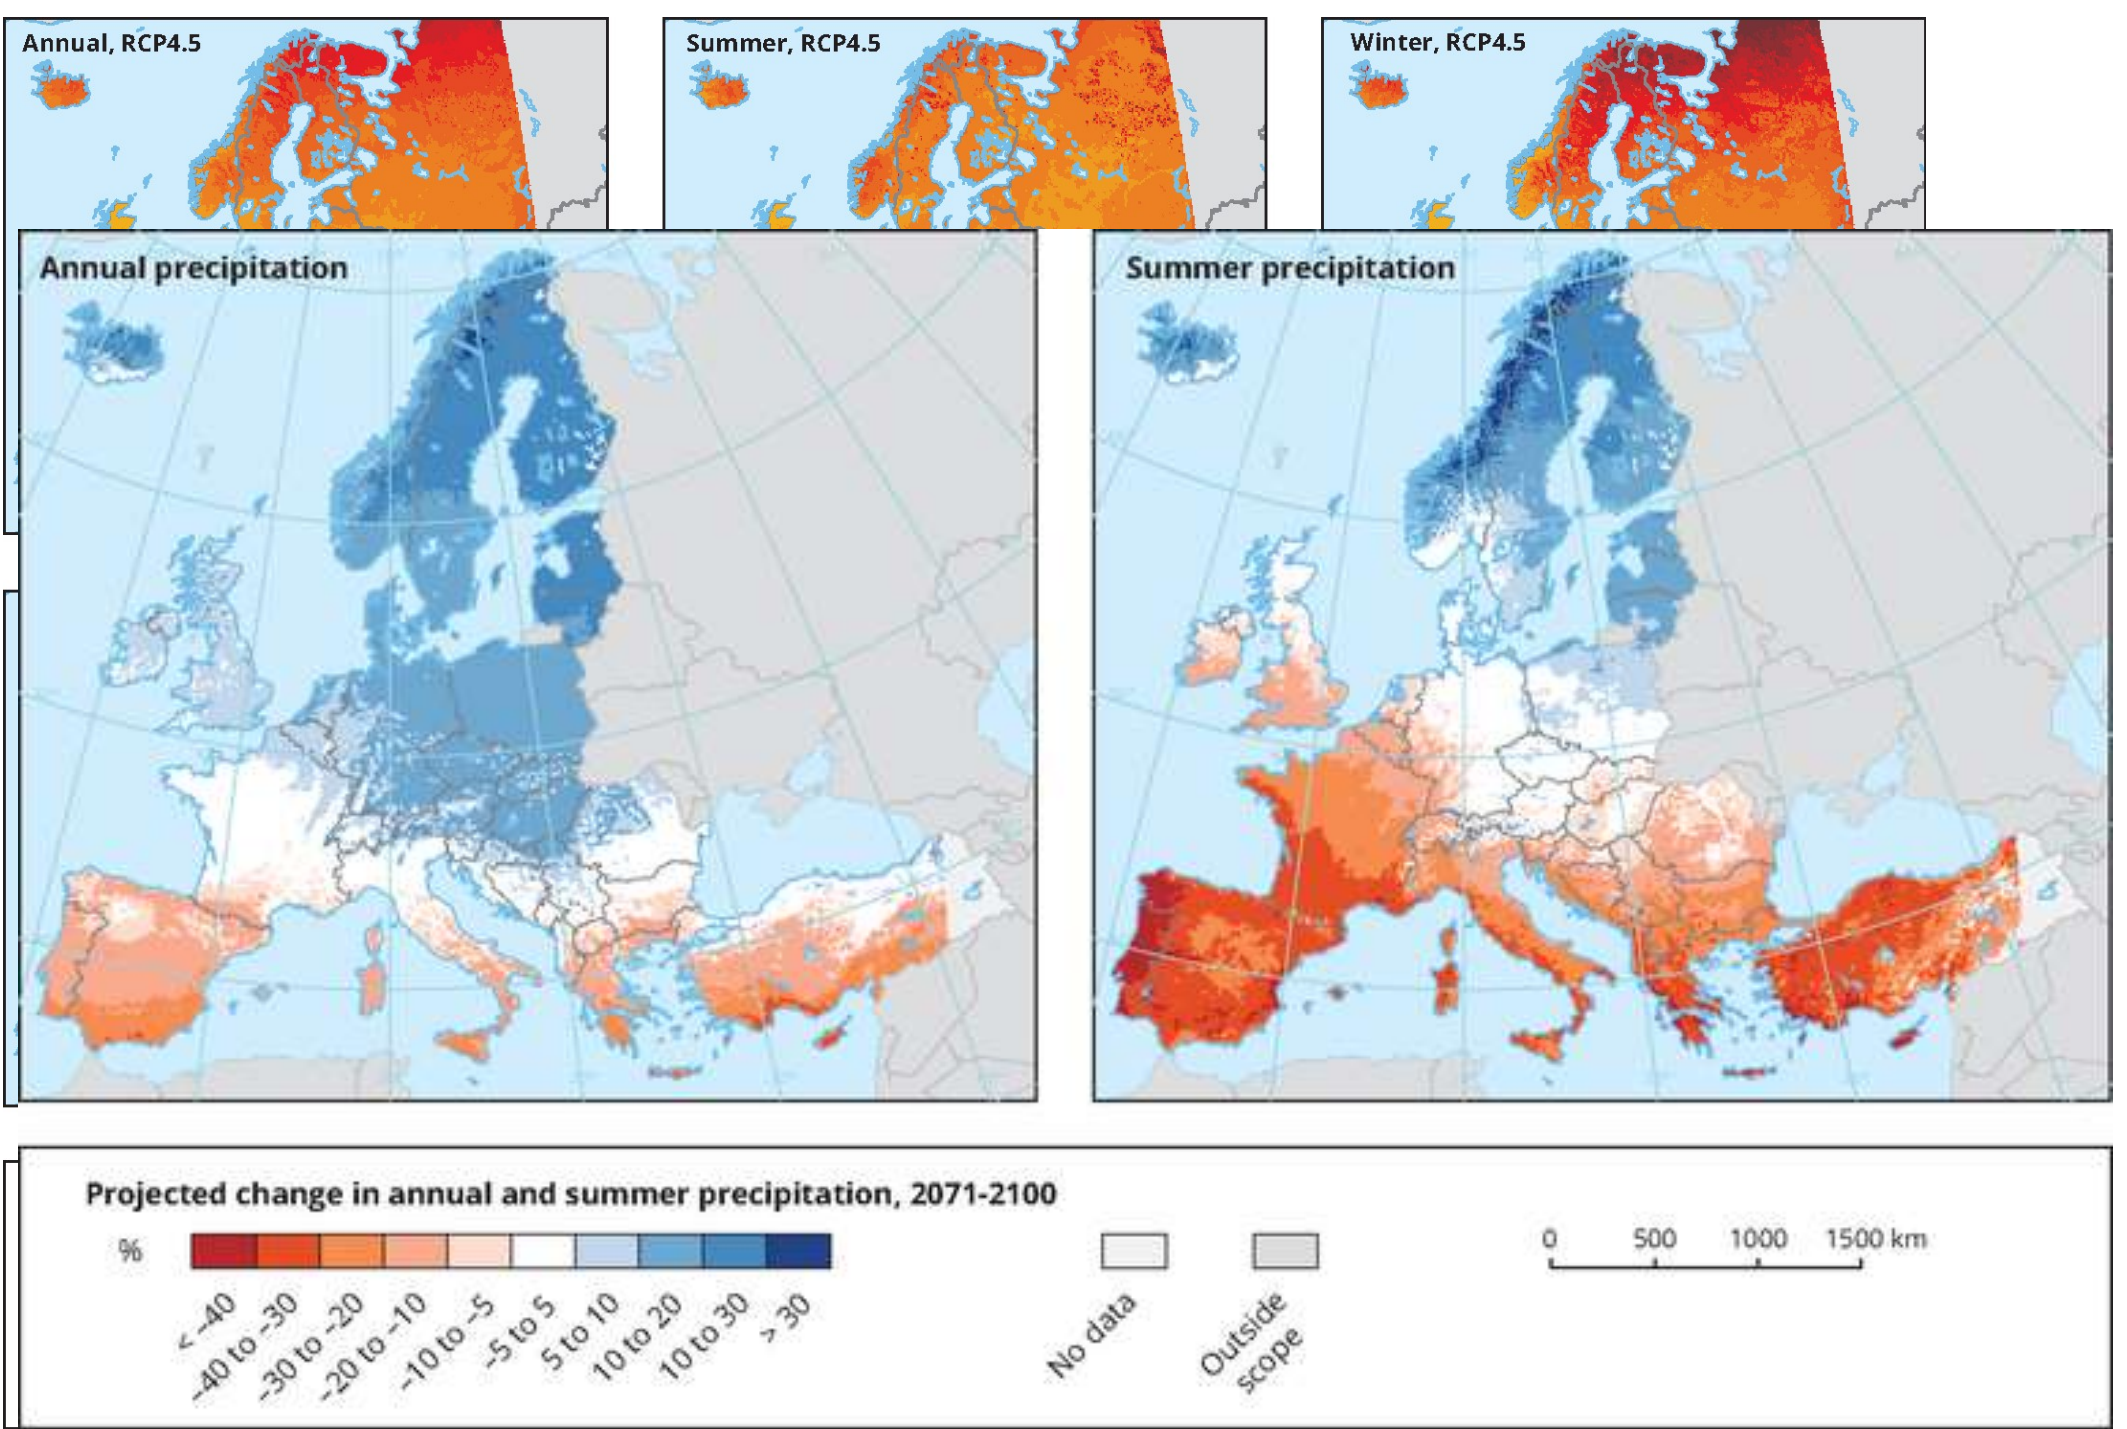 Annual, RCP4.5
Summer, RCP4.5
Winter, RCP4.5
Annual precipitation
Summer precipitation
Projected change in annual and summer precipitation, 2071-2100
%
< −40
−40 to −30
−30 to −20
−20 to −10
−10 to −5
−5 to 5
5 to 10
10 to 20
10 to 30
> 30
No data
Outside
scope
0 500 1000 1500 km